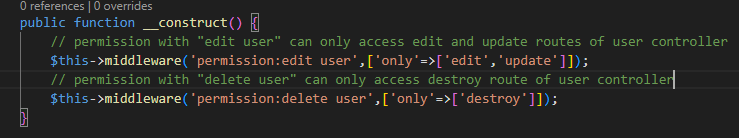 0 references | 0 overrides
public function __construct() {
// permission with "edit user" can only access edit and update routes of user controller
$this->middleware('permission:edit user',['only'=>['edit','update']]);
// permission with "delete user" can only access destroy route of user controller
$this->middleware('permission:delete user',['only'=>['destroy']]);
}